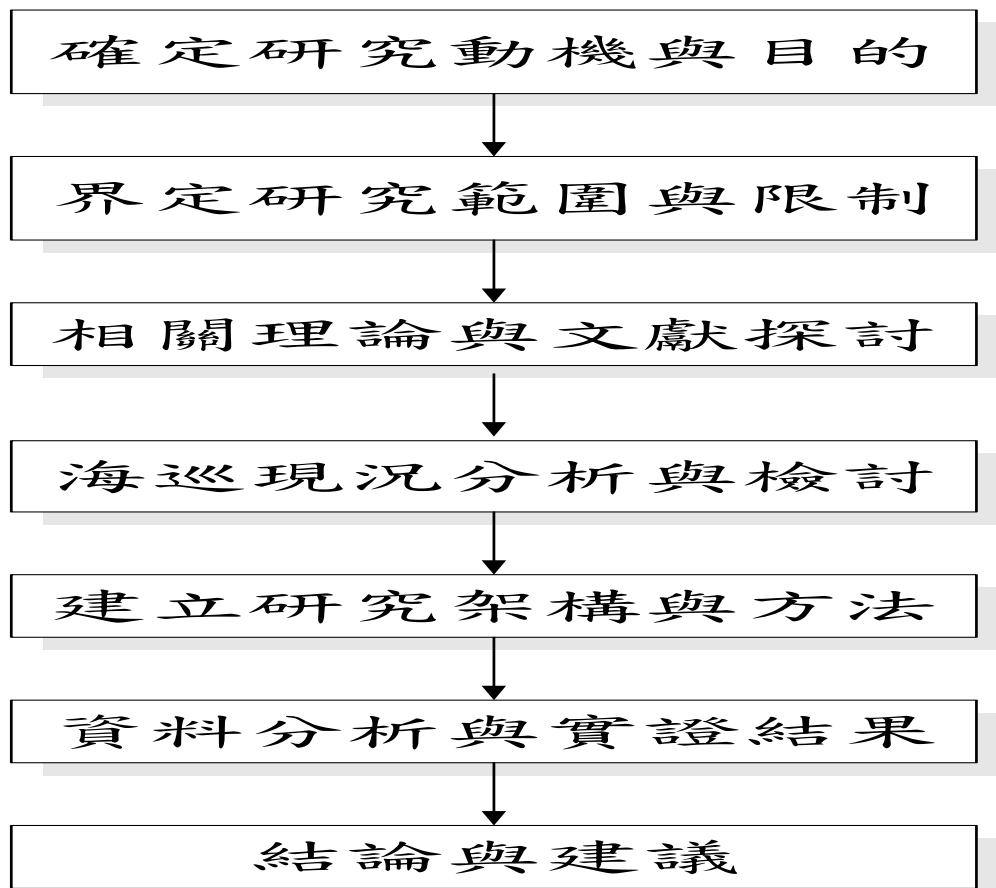 確定研究動機與目的
界定研究範圍與限制
相關理論與文獻探討
海巡現況分析與檢討
建立研究架構與方法
資料分析與實證結果
結論與建議